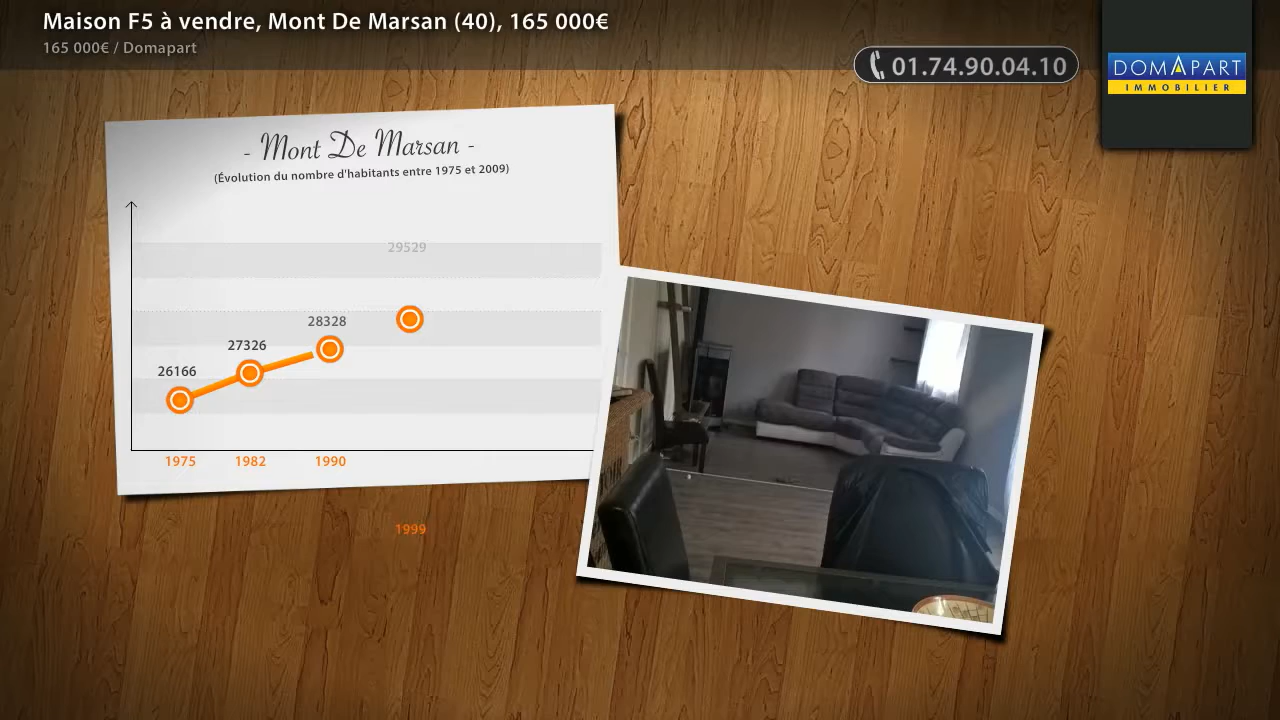 Maison F5 à vendre, Mont De Marsan (40), 165 000€
165 000€ / Domapart
01.74.90.04.10
DOMAPART
IMMOBILIER
- Mont De Marsan -
(Évolution du nombre d'habitants entre 1975 et 2009)
29529
28328
27326
26166
1975 1982 1990
1999